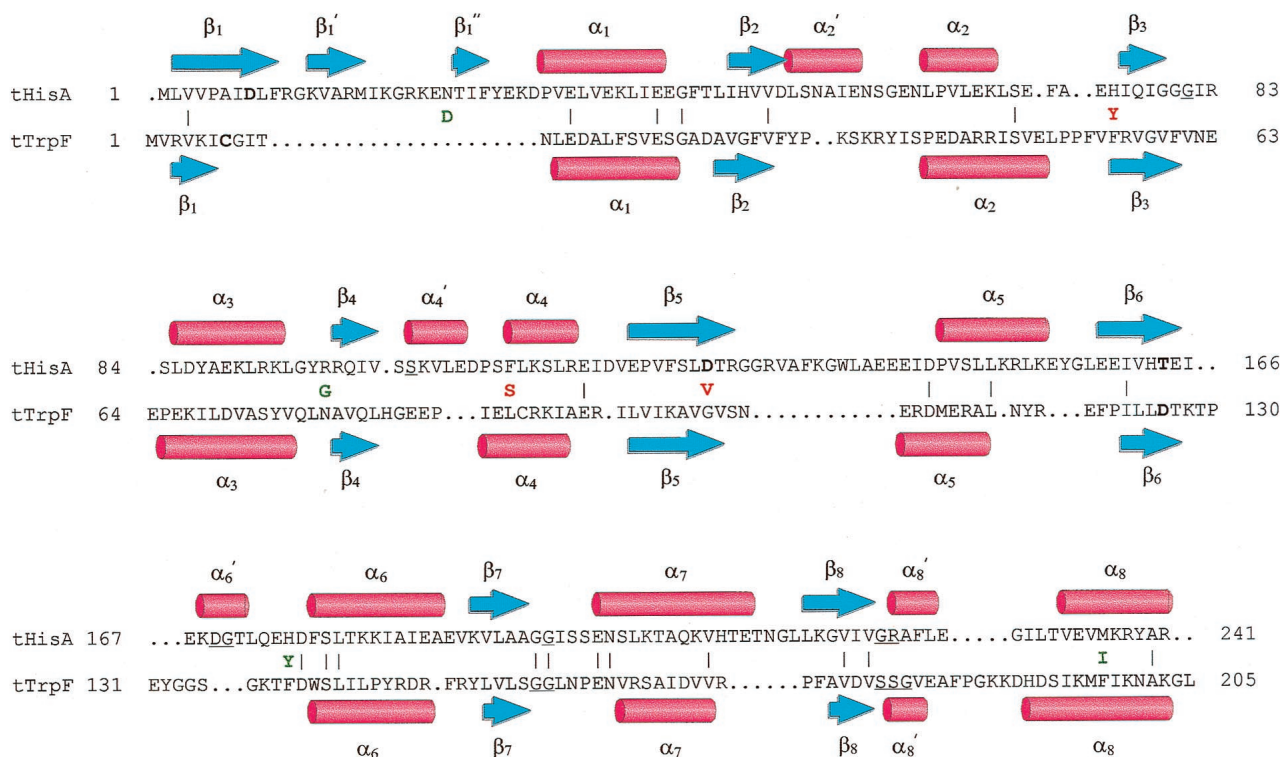 β1 β1′ β1″ α1 β2 α2′ α2 β3
tHisA 1 .MLVVPAIDLFRGKVARMIKGRKENTIFYEKDPVELVEKLIEEGFTLIHVVDLSNAIENSGENLPVLEKLSE.FA..EHIQIGGGIR 83
| D | | | | | Y
tTrpF 1 MVRVKICGIT..................NLEDALFSVESGADAVGFVFYP..KSKRYISPEDARRISVELPPFVFRVGVFVNE 63
β1 α1 β2 α2 β3
α3 β4 α4′ α4 β5 α5 β6
tHisA 84 .SLDYAEKLRKLGYRRQIV.SSKVLEDPSFLKSLREIDVEPVFSLDTRGGRVAFKGWLAEEEIDPVSLLKRLKEYGLEEIVHTEI.. 166
G S | V | | |
tTrpF 64 EPEKILDVASYVQLNAVQLHGEEP...IELCRKIAER.ILVIKAVGVSN............ERDMERAL.NYR...EFPILLDTKTP 130
α3 β4 α4 β5 α5 β6
α6′ α6 β7 α7 β8 α8′ α8
tHisA 167 ...EKDGTLQEHDFSLTKKIAIEAEVKVLAAGGISSENSLKTAQKVHTETNGLLKGVIVGRAFLE.....GILTVEVMKRYAR.. 241
Y | | | | | | | | | | I |
tTrpF 131 EYGGS...GKTFDWSLILPYRDR.FRYLVLSGGLNPENVRSAIDVVR......PFAVDVSSGVEAFPGKKDHDSIKMFIKNAKGL 205
α6 β7 α7 β8 α8′ α8